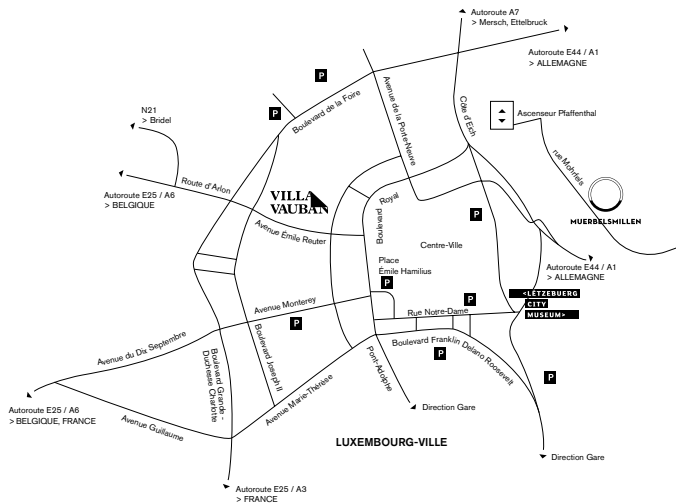 Autoroute A7
> Mersch, Ettelbruck
Autoroute E44 / A1
> ALLEMAGNE
P
P
Boulevard de la Foire
Avenue de la Porte-Neuve
Côte d'Eich
Ascenseur Pfaffenthal
N21
> Bridel
rue Mohrfels
Autoroute E25 / A6
> BELGIQUE
Route d'Arlon
VILLA
VAUBAN
MUERBELSMILLEN
Avenue Émile Reuter
Boulevard Royal
P
Centre-Ville
Place
Émile Hamilius
P
Autoroute E44 / A1
> ALLEMAGNE
<LËTZEBUERG
CITY
MUSEUM>
Avenue Monterey
P
Rue Notre-Dame
P
Avenue du Dix Septembre
Boulevard Joseph II
Boulevard Grande -
Duchesse Charlotte
Boulevard Franklin Delano Roosevelt
P
P
Pont-Adolphe
Avenue Marie-Thérèse
Autoroute E25 / A6
> BELGIQUE, FRANCE
Avenue Guillaume
Direction Gare
LUXEMBOURG-VILLE
Direction Gare
Autoroute E25 / A3
> FRANCE